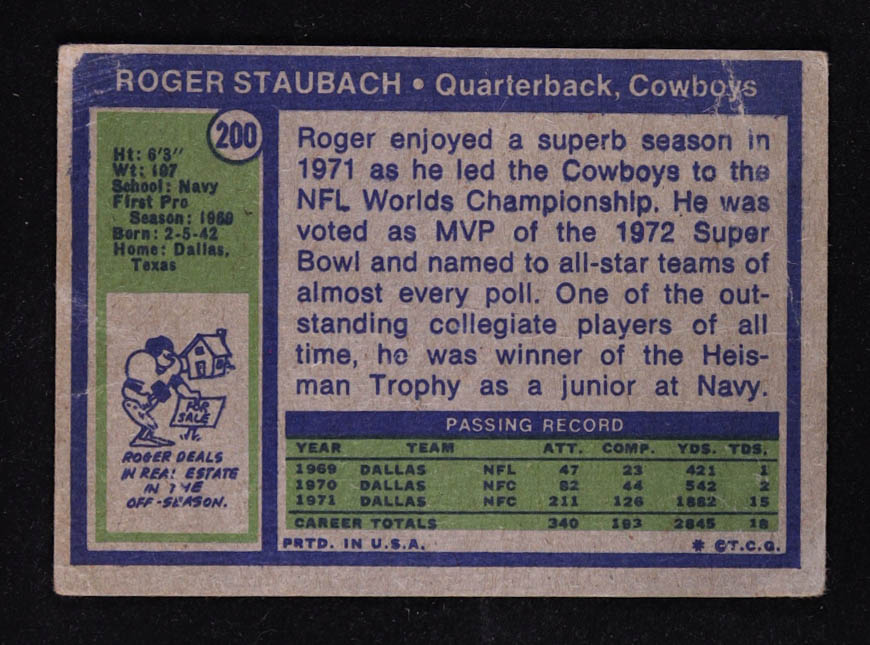 ROGER STAUBACH • Quarterback, Cowboys
200
Ht: 6'3"
Wt: 197
School: Navy
First Pro
Season: 1969
Born: 2-5-42
Home: Dallas,
Texas
Roger enjoyed a superb season in
1971 as he led the Cowboys to the
NFL Worlds Championship. He was
voted as MVP of the 1972 Super
Bowl and named to all-star teams of
almost every poll. One of the out-
standing collegiate players of all
time, he was winner of the Heis-
man Trophy as a junior at Navy.
FOR
SALE
ROGER DEALS
IN REAL ESTATE
IN THE
OFF-SEASON.
PASSING RECORD
YEAR TEAM ATT. COMP. YDS. TDS.
1969 DALLAS NFL 47 23 421 1
1970 DALLAS NFC 82 44 542 2
1971 DALLAS NFC 211 126 1882 15
CAREER TOTALS 340 193 2845 18
PRTD. IN U.S.A. * ©T.C.G.